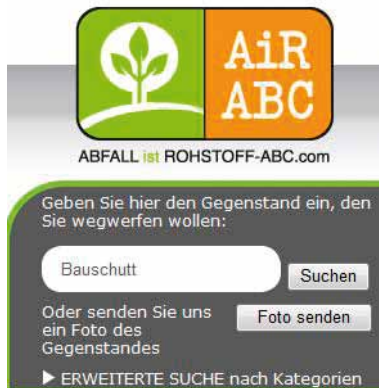 AiR
ABC
ABFALL ist ROHSTOFF-ABC.com
Geben Sie hier den Gegenstand ein, den
Sie wegwerfen wollen:
Bauschutt
Suchen
Oder senden Sie uns
ein Foto des
Gegenstandes
Foto senden
▶ ERWEITERTE SUCHE nach Kategorien